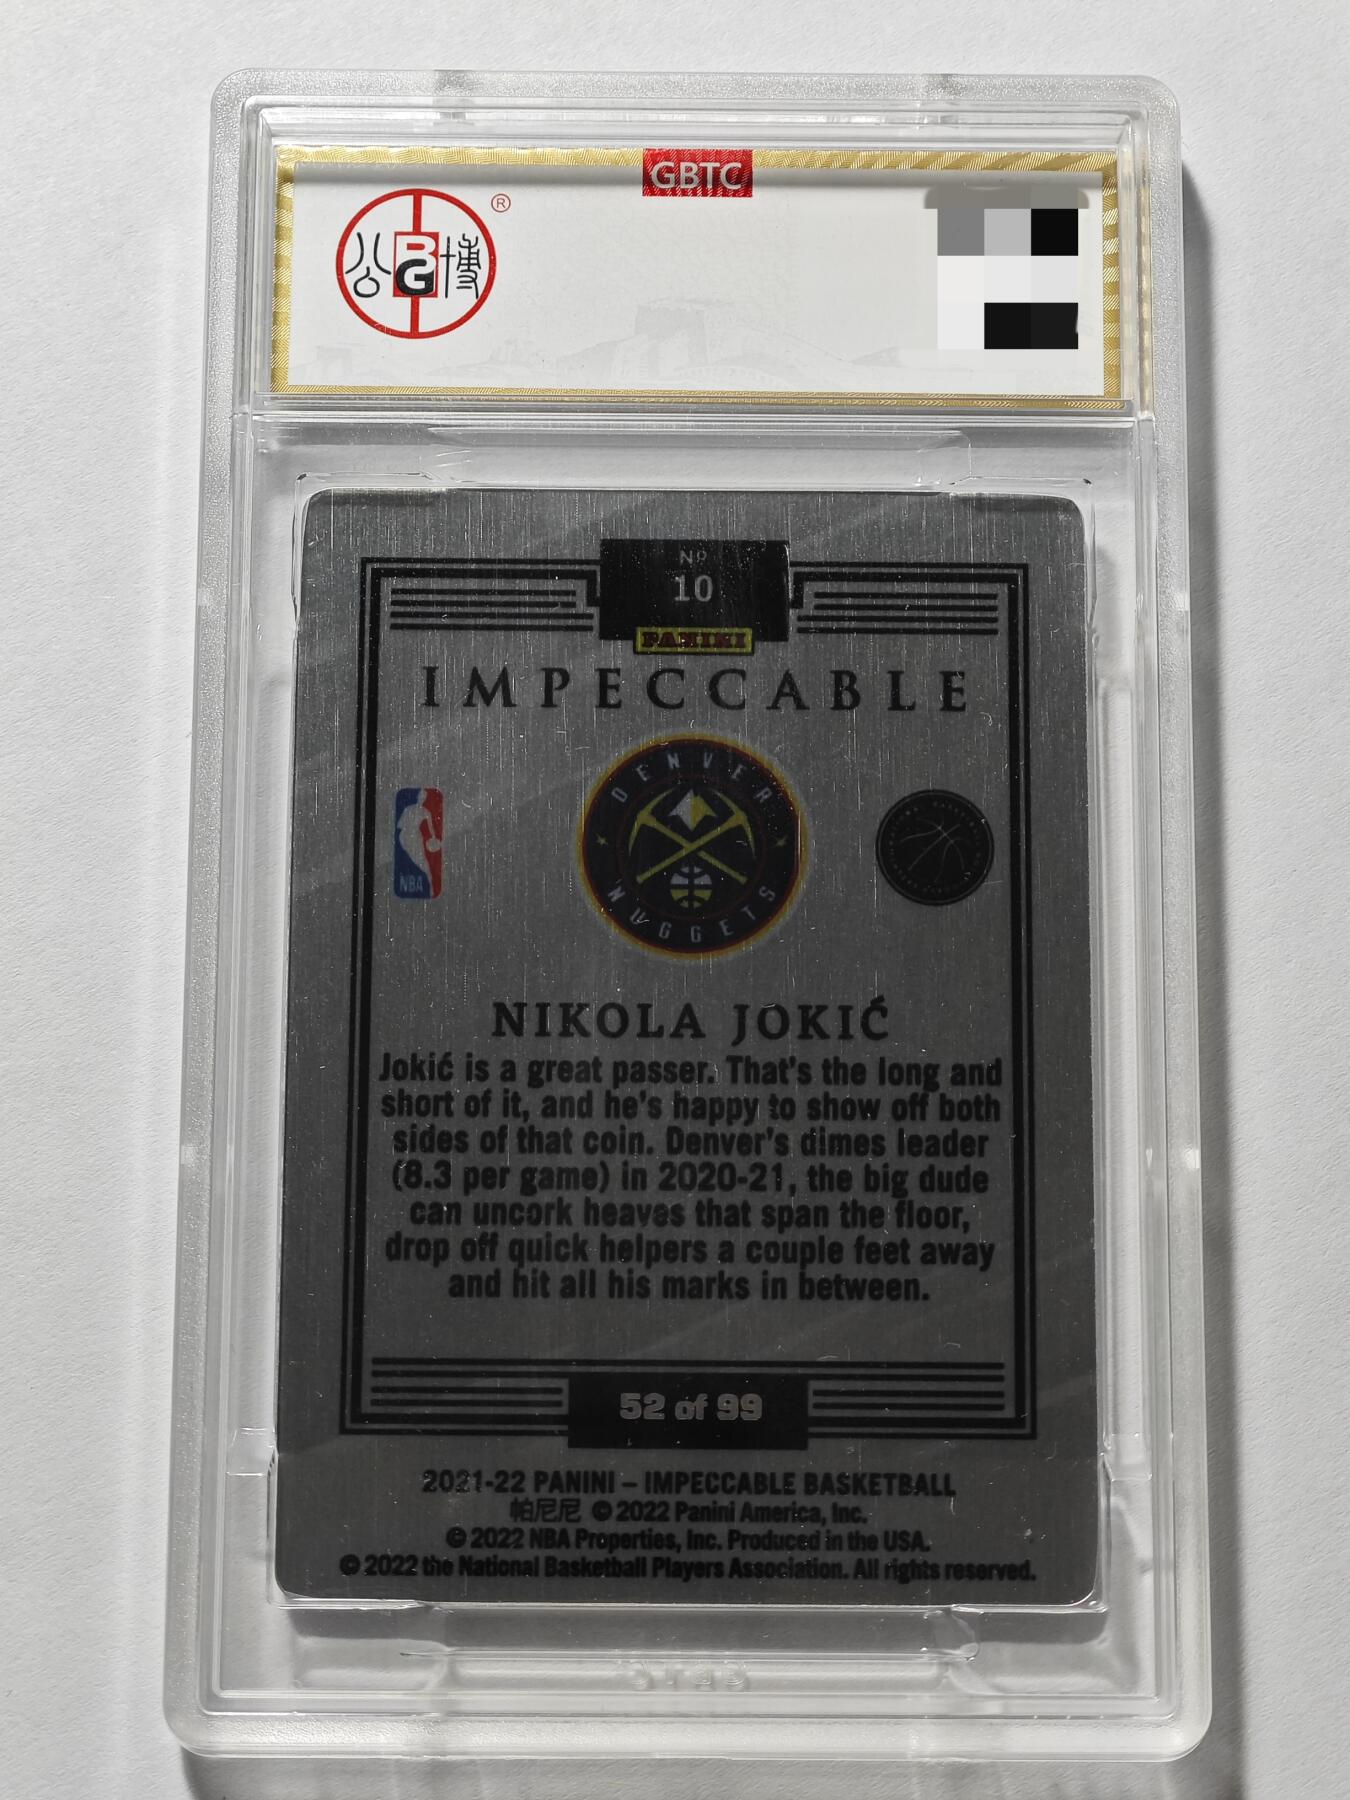 GBTC
公 BG 博 ®
Nº
10
PANINI
IMPECCABLE
DENVER
NUGGETS
NBA
NIKOLA JOKIĆ
Jokić is a great passer. That's the long and
short of it, and he's happy to show off both
sides of that coin. Denver's dimes leader
(8.3 per game) in 2020-21, the big dude
can uncork heaves that span the floor,
drop off quick helpers a couple feet away
and hit all his marks in between.
52 of 99
2021-22 PANINI – IMPECCABLE BASKETBALL
帕尼尼 © 2022 Panini America, Inc.
© 2022 NBA Properties, Inc. Produced in the USA.
© 2022 the National Basketball Players Association. All rights reserved.